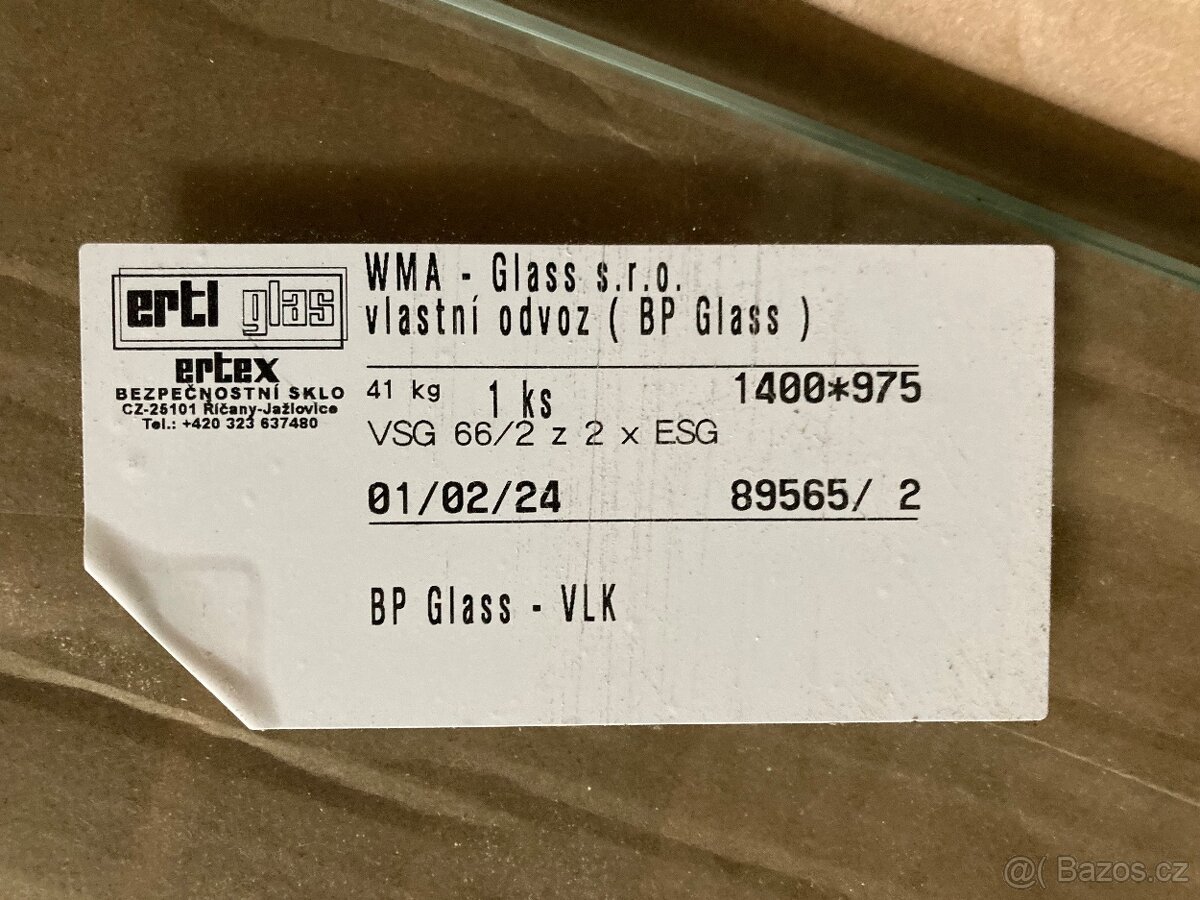 ertl glas
ertex
BEZPEČNOSTNÍ SKLO
CZ-25101 Říčany-Jažlovice
Tel.: +420 323 637480
WMA - Glass s.r.o.
vlastní odvoz ( BP Glass )
41 kg 1 ks 1400*975
VSG 66/2 z 2 x ESG
01/02/24 89565/ 2
BP Glass - VLK
@( Bazos.cz